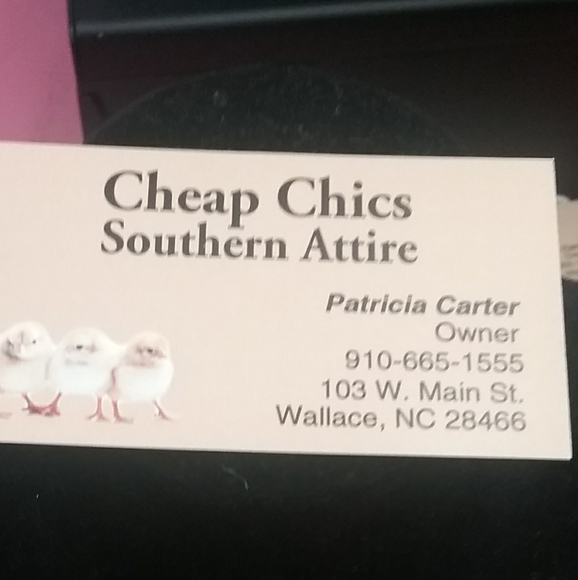 Cheap Chics
Southern Attire
Patricia Carter
Owner
910-665-1555
103 W. Main St.
Wallace, NC 28466